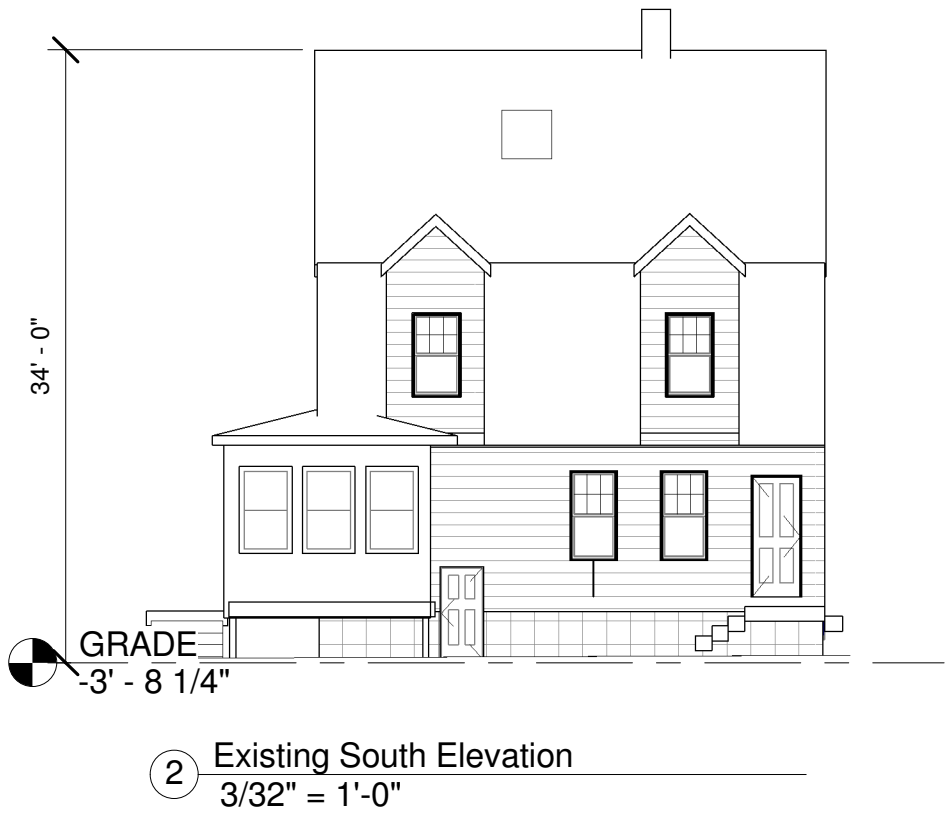 34' - 0"
GRADE
-3' - 8 1/4"
2
Existing South Elevation
3/32" = 1'-0"